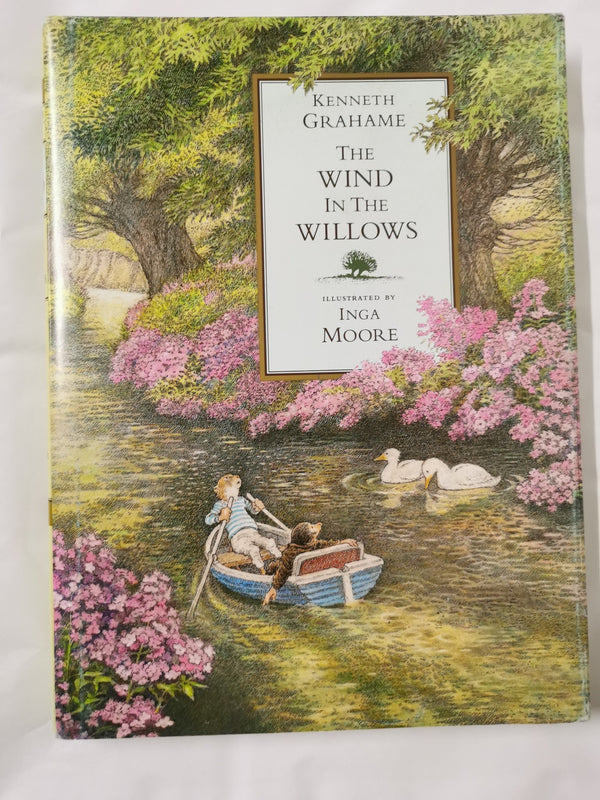 KENNETH
GRAHAME
THE
WIND
IN THE
WILLOWS
ILLUSTRATED BY
INGA
MOORE